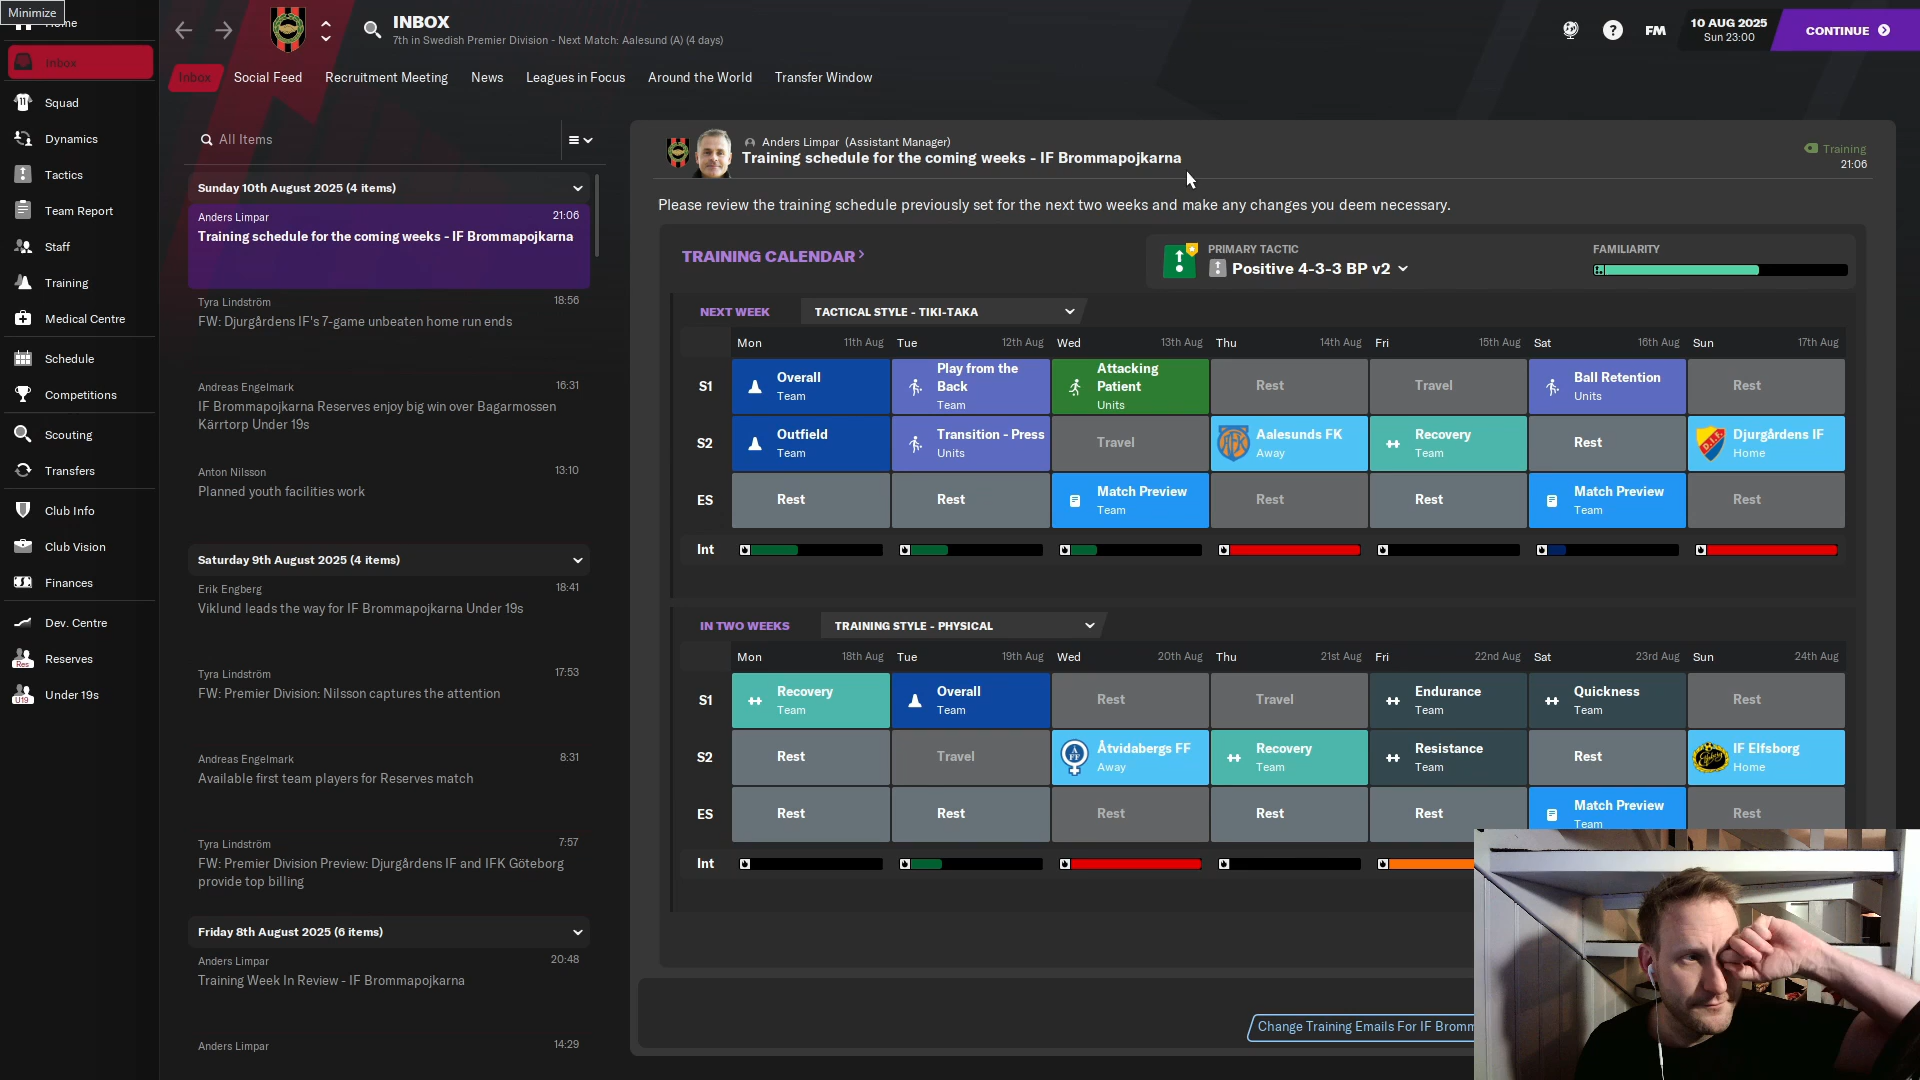 Minimize
Home
Inbox
Squad
Dynamics
Tactics
Team Report
Staff
Training
Medical Centre
Schedule
Competitions
Scouting
Transfers
Club Info
Club Vision
Finances
Dev. Centre
Res
Reserves
U19
Under 19s
INBOX
7th in Swedish Premier Division - Next Match: Aalesund (A) (4 days)
FM
10 AUG 2025
Sun 23:00
CONTINUE
Inbox Social Feed Recruitment Meeting News Leagues in Focus Around the World Transfer Window
All Items
Sunday 10th August 2025 (4 items)
Anders Limpar 21:06
Training schedule for the coming weeks - IF Brommapojkarna
Tyra Lindström 18:56
FW: Djurgårdens IF's 7-game unbeaten home run ends
Andreas Engelmark 16:31
IF Brommapojkarna Reserves enjoy big win over Bagarmossen
Kärrtorp Under 19s
Anton Nilsson 13:10
Planned youth facilities work
Saturday 9th August 2025 (4 items)
Erik Engberg 18:41
Viklund leads the way for IF Brommapojkarna Under 19s
Tyra Lindström 17:53
FW: Premier Division: Nilsson captures the attention
Andreas Engelmark 8:31
Available first team players for Reserves match
Tyra Lindström 7:57
FW: Premier Division Preview: Djurgårdens IF and IFK Göteborg
provide top billing
Friday 8th August 2025 (6 items)
Anders Limpar 20:48
Training Week In Review - IF Brommapojkarna
Anders Limpar 14:29
Anders Limpar (Assistant Manager)
Training schedule for the coming weeks - IF Brommapojkarna
Training
21:06
Please review the training schedule previously set for the next two weeks and make any changes you deem necessary.
TRAINING CALENDAR
PRIMARY TACTIC
Positive 4-3-3 BP v2
FAMILIARITY
NEXT WEEK TACTICAL STYLE - TIKI-TAKA
Mon 11th Aug Tue 12th Aug Wed 13th Aug Thu 14th Aug Fri 15th Aug Sat 16th Aug Sun 17th Aug
S1
Overall
Team
Play from the
Back
Team
Attacking
Patient
Units
Rest
Travel
Ball Retention
Units
Rest
S2
Outfield
Team
Transition - Press
Units
Travel
Aalesunds FK
Away
Recovery
Team
Rest
Djurgårdens IF
Home
ES
Rest
Rest
Match Preview
Team
Rest
Rest
Match Preview
Team
Rest
Int
IN TWO WEEKS TRAINING STYLE - PHYSICAL
Mon 18th Aug Tue 19th Aug Wed 20th Aug Thu 21st Aug Fri 22nd Aug Sat 23rd Aug Sun 24th Aug
S1
Recovery
Team
Overall
Team
Rest
Travel
Endurance
Team
Quickness
Team
Rest
S2
Rest
Travel
Åtvidabergs FF
Away
Recovery
Team
Resistance
Team
Rest
IF Elfsborg
Home
ES
Rest
Rest
Rest
Rest
Rest
Match Preview
Team
Rest
Int
Change Training Emails For IF Bromm